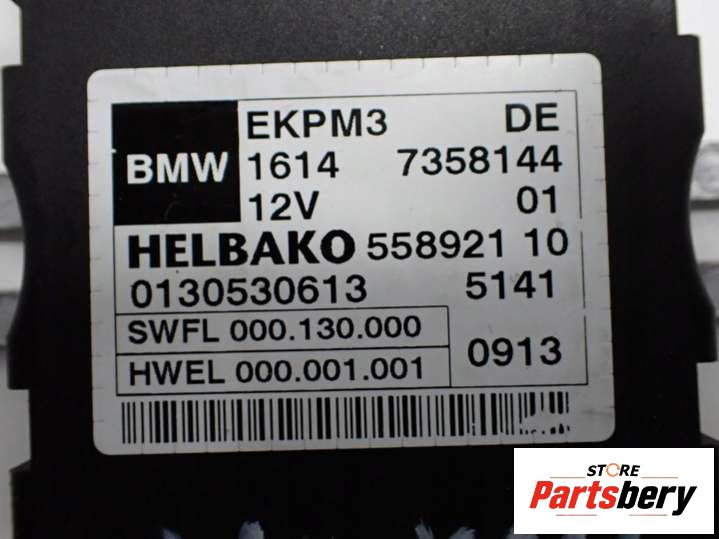 EKPM3 DE
BMW 1614 7358144
12V 01
HELBAKO 558921 10
0130530613 5141
SWFL 000.130.000
HWEL 000.001.001 0913
STORE
Partsbery